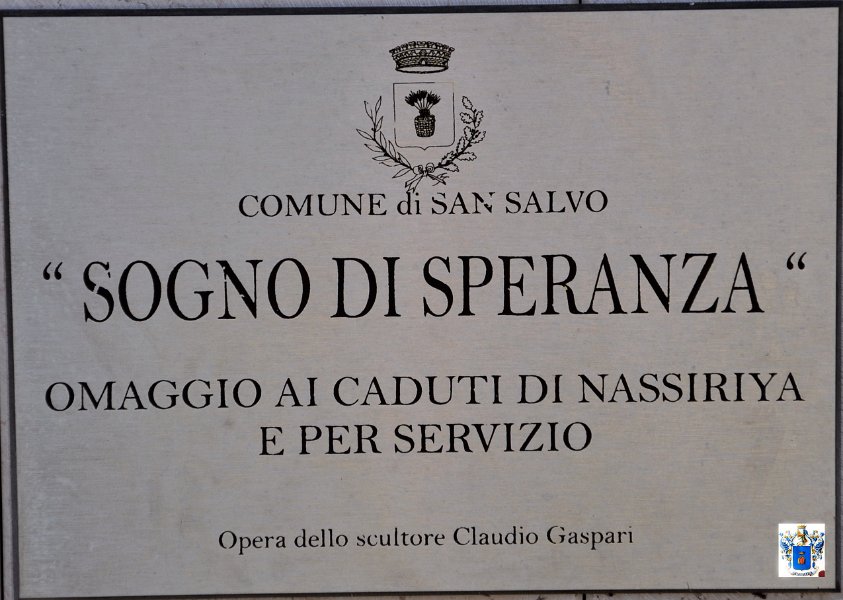 COMUNE di SAN SALVO
“ SOGNO DI SPERANZA “
OMAGGIO AI CADUTI DI NASSIRIYA
E PER SERVIZIO
Opera dello scultore Claudio Gaspari